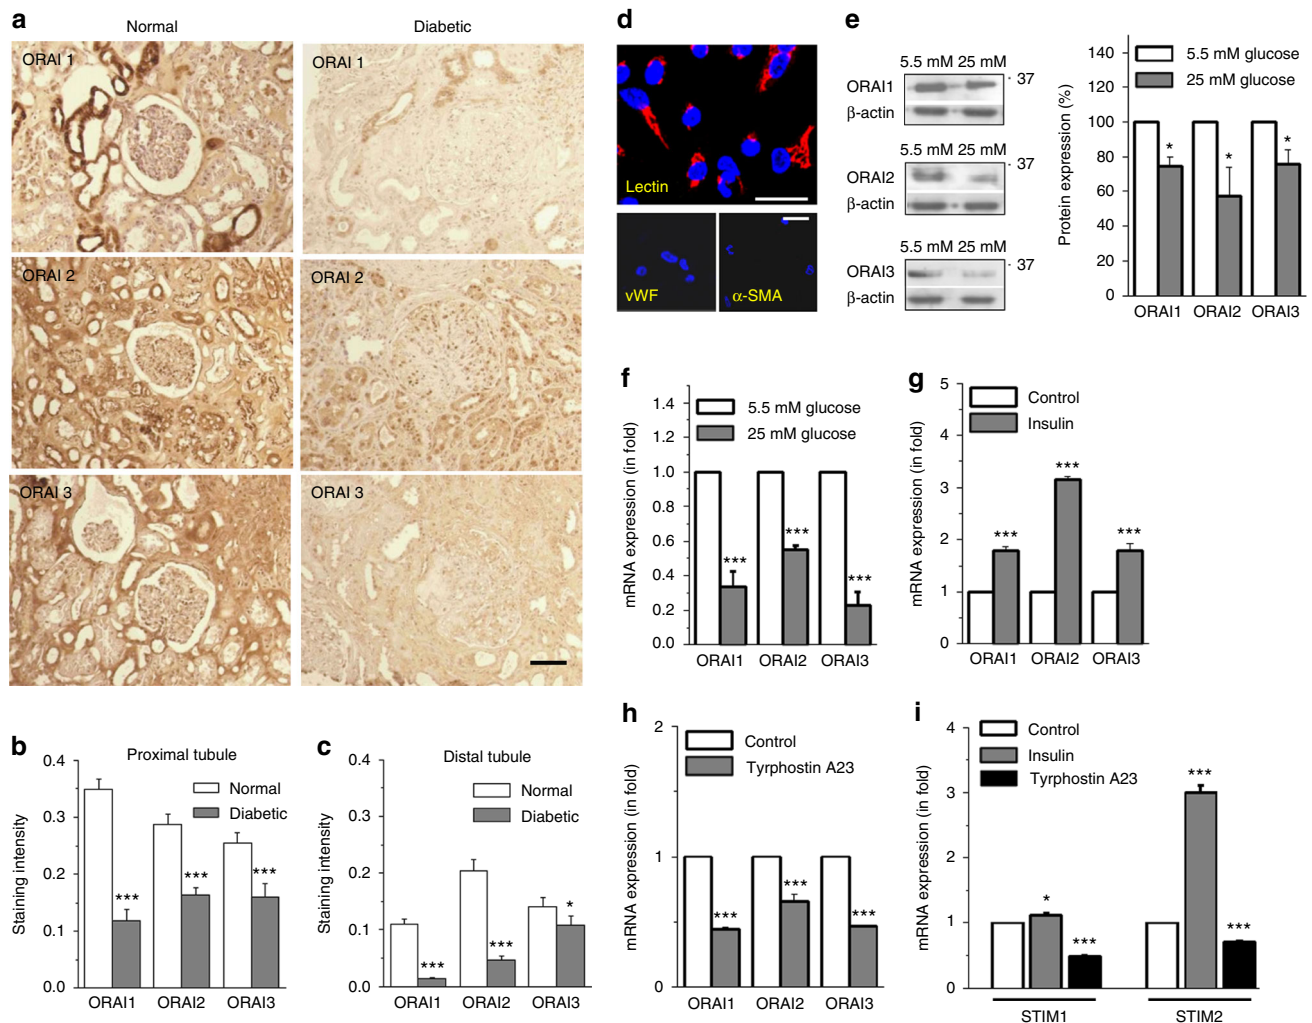 a
Normal
Diabetic
ORAI 1
ORAI 1
ORAI 2
ORAI 2
ORAI 3
ORAI 3
b
Proximal tubule
Staining intensity
0.4
0.3
0.2
0.1
0.0
Normal
Diabetic
***
***
***
ORAI1 ORAI2 ORAI3
c
Distal tubule
Staining intensity
0.4
0.3
0.2
0.1
0.0
Normal
Diabetic
***
***
*
ORAI1 ORAI2 ORAI3
d
Lectin
vWF
α-SMA
e
5.5 mM 25 mM
37
ORAI1
β-actin
5.5 mM 25 mM
37
ORAI2
β-actin
5.5 mM 25 mM
37
ORAI3
β-actin
Protein expression (%)
140
120
100
80
60
40
20
0
5.5 mM glucose
25 mM glucose
*
*
*
ORAI1 ORAI2 ORAI3
f
mRNA expression (in fold)
1.4
1.2
1.0
0.8
0.6
0.4
0.2
0.0
5.5 mM glucose
25 mM glucose
***
***
***
ORAI1 ORAI2 ORAI3
g
mRNA expression (in fold)
5
4
3
2
1
0
Control
Insulin
***
***
***
ORAI1 ORAI2 ORAI3
h
mRNA expression (in fold)
2
1
0
Control
Tyrphostin A23
***
***
***
ORAI1 ORAI2 ORAI3
i
mRNA expression (in fold)
4
3
2
1
0
Control
Insulin
Tyrphostin A23
*
***
***
***
STIM1 STIM2